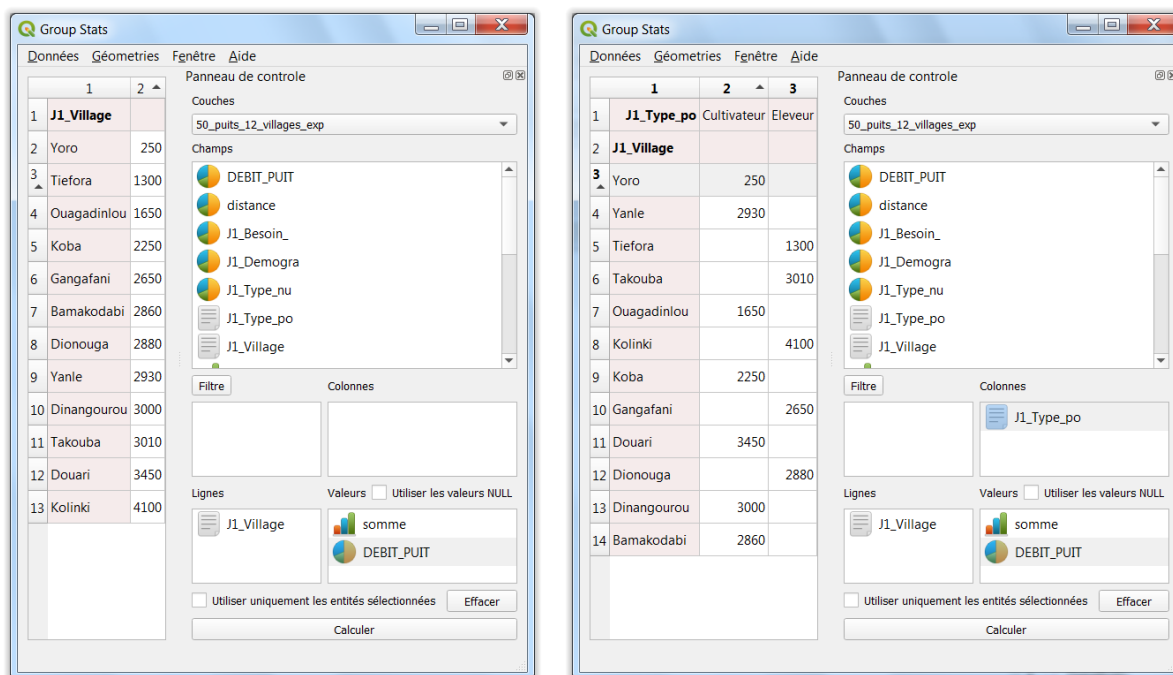 Group Stats
Données Géometries Fenêtre Aide
1 2
1 J1_Village
2 Yoro 250
3 Tiefora 1300
4 Ouagadinlou 1650
5 Koba 2250
6 Gangafani 2650
7 Bamakodabi 2860
8 Dionouga 2880
9 Yanle 2930
10 Dinangourou 3000
11 Takouba 3010
12 Douari 3450
13 Kolinki 4100
Panneau de controle
Couches
50_puits_12_villages_exp
Champs
DEBIT_PUIT
distance
J1_Besoin_
J1_Demogra
J1_Type_nu
J1_Type_po
J1_Village
Filtre Colonnes
Lignes Valeurs Utiliser les valeurs NULL
J1_Village somme
DEBIT_PUIT
Utiliser uniquement les entités sélectionnées Effacer
Calculer
Group Stats
Données Géometries Fenêtre Aide
1 2 3
1 J1_Type_po Cultivateur Eleveur
2 J1_Village
3 Yoro 250
4 Yanle 2930
5 Tiefora 1300
6 Takouba 3010
7 Ouagadinlou 1650
8 Kolinki 4100
9 Koba 2250
10 Gangafani 2650
11 Douari 3450
12 Dionouga 2880
13 Dinangourou 3000
14 Bamakodabi 2860
Panneau de controle
Couches
50_puits_12_villages_exp
Champs
DEBIT_PUIT
distance
J1_Besoin_
J1_Demogra
J1_Type_nu
J1_Type_po
J1_Village
Filtre Colonnes
J1_Type_po
Lignes Valeurs Utiliser les valeurs NULL
J1_Village somme
DEBIT_PUIT
Utiliser uniquement les entités sélectionnées Effacer
Calculer